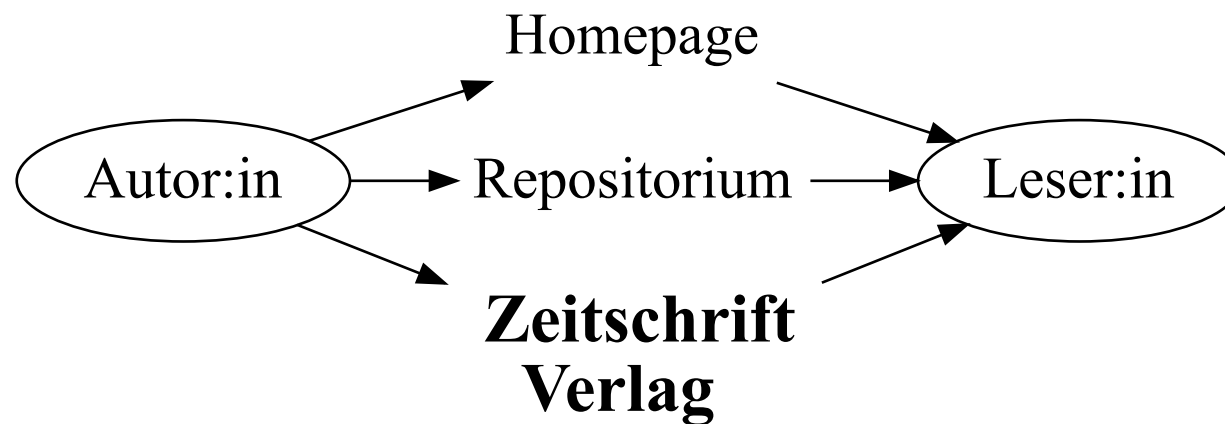 Homepage
Autor:in
Repositorium
Leser:in
Zeitschrift
Verlag